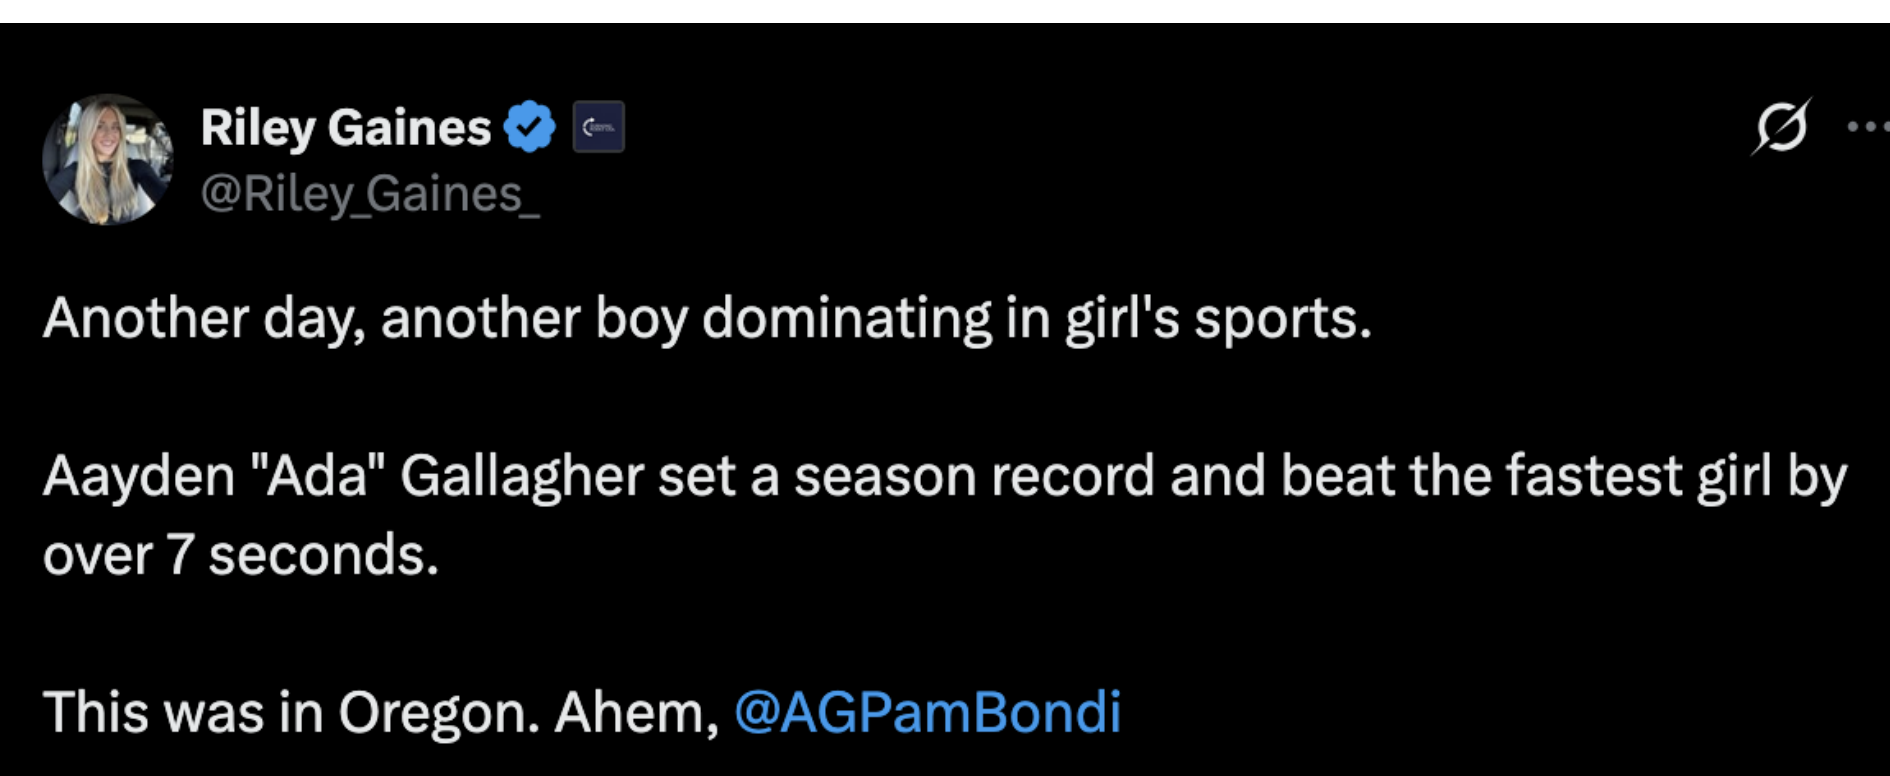 Riley Gaines
@Riley_Gaines_
Another day, another boy dominating in girl's sports.
Aayden "Ada" Gallagher set a season record and beat the fastest girl by
over 7 seconds.
This was in Oregon. Ahem, @AGPamBondi